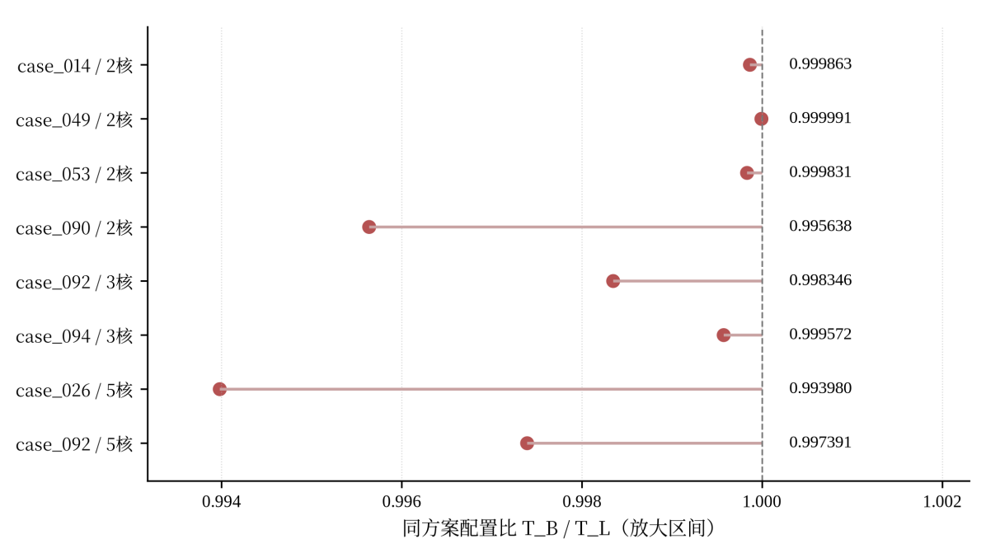 case_014 / 2核 0.999863
case_049 / 2核 0.999991
case_053 / 2核 0.999831
case_090 / 2核 0.995638
case_092 / 3核 0.998346
case_094 / 3核 0.999572
case_026 / 5核 0.993980
case_092 / 5核 0.997391
0.994 0.996 0.998 1.000 1.002
同方案配置比 T_B / T_L（放大区间）